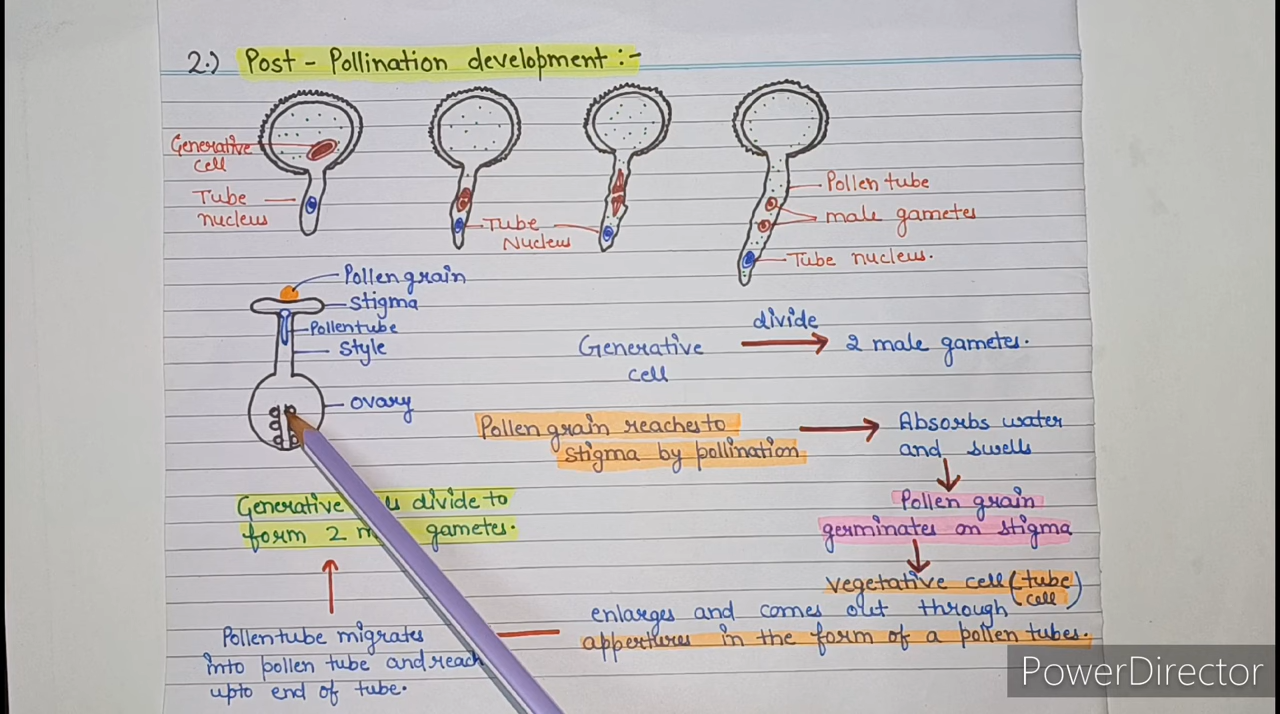 2.) Post - Pollination development :-
Generative
cell
Tube
nucleus
Tube
Nucleus
Pollen tube
male gametes
Tube nucleus.
Pollen grain
stigma
Pollen tube
style
ovary
Generative
cell
divide
2 male gametes.
Pollen grain reaches to
stigma by pollination
Absorbs water
and swells
Pollen grain
germinates on stigma
vegetative cell (tube
cell)
enlarges and comes out through
appertures in the form of a pollen tubes.
Pollen tube migrates
into pollen tube and reach
upto end of tube.
Generative divide to
form 2 gametes.
PowerDirector